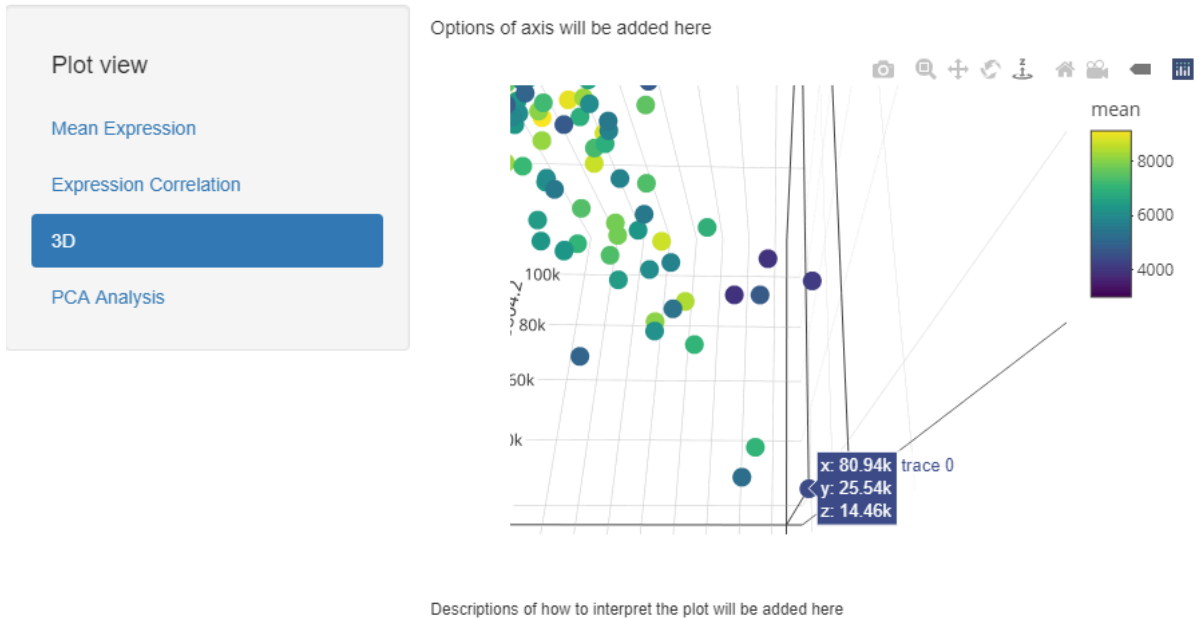 Options of axis will be added here
Plot view
Mean Expression
Expression Correlation
3D
PCA Analysis
mean
8000
6000
4000
100k
80k
x: 80.94k trace 0
y: 25.54k
z: 14.46k
Descriptions of how to interpret the plot will be added here